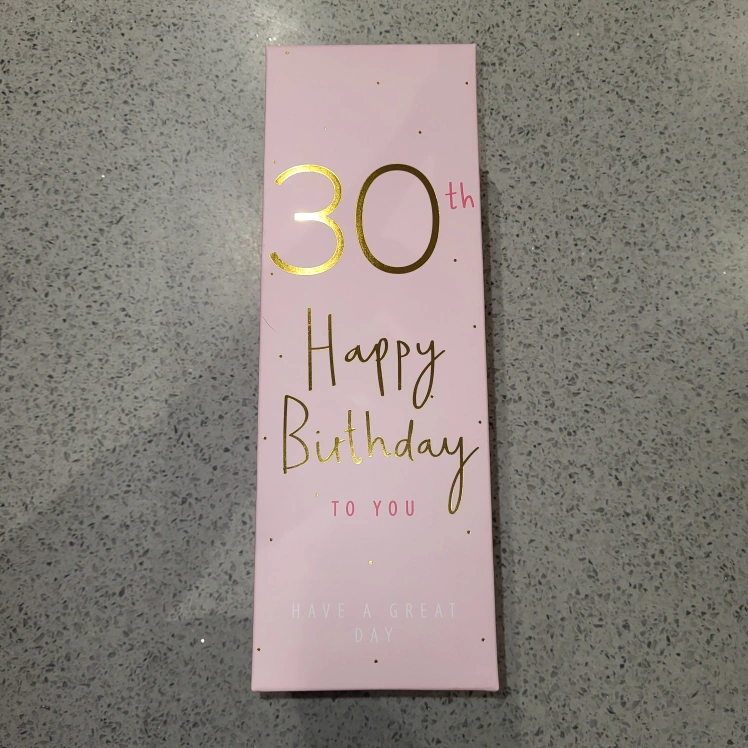 30th
Happy
Birthday
TO YOU
HAVE A GREAT
DAY